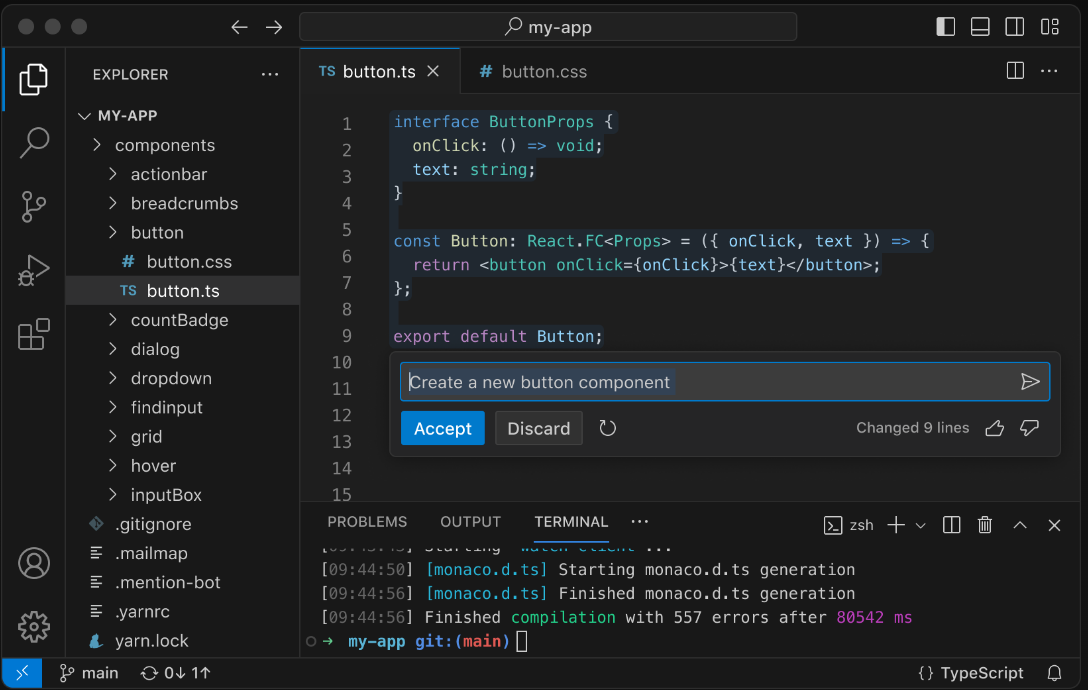 my-app
EXPLORER
MY-APP
components
actionbar
breadcrumbs
button
# button.css
TS button.ts
countBadge
dialog
dropdown
findinput
grid
hover
inputBox
.gitignore
.mailmap
.mention-bot
.yarnrc
yarn.lock
TS button.ts
# button.css
1 interface ButtonProps {
2 onClick: () => void;
3 text: string;
4 }
5
6 const Button: React.FC<Props> = ({ onClick, text }) => {
7 return <button onClick={onClick}>{text}</button>;
8 };
9
10 export default Button;
11
12
13
14
15
Create a new button component
Accept Discard Changed 9 lines
PROBLEMS OUTPUT TERMINAL zsh
Starting
[09:44:50] [monaco.d.ts] Starting monaco.d.ts generation
[09:44:56] [monaco.d.ts] Finished monaco.d.ts generation
[09:44:56] Finished compilation with 557 errors after 80542 ms
→ my-app git:(main)
main 0↓ 1↑ {} TypeScript